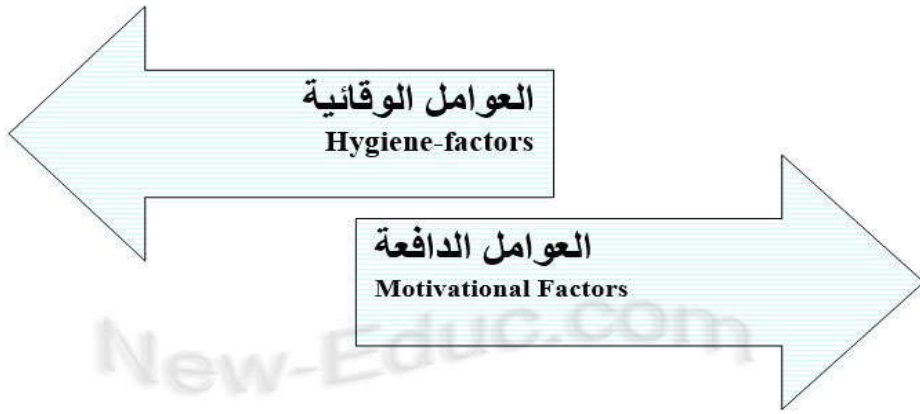 العوامل الوقائية
Hygiene-factors
العوامل الدافعة
Motivational Factors
New-Educ.com